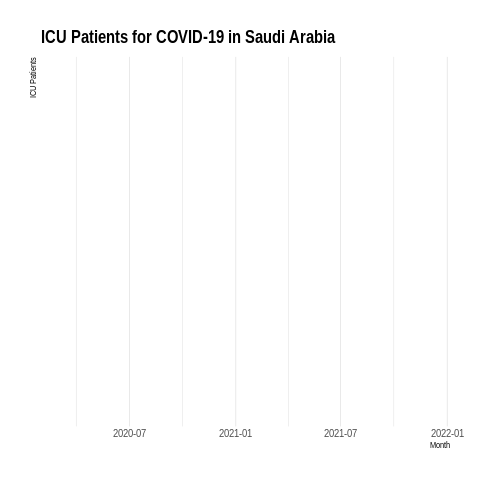 ICU Patients for COVID-19 in Saudi Arabia
ICU Patients
2020-07
2021-01
2021-07
2022-01
Month